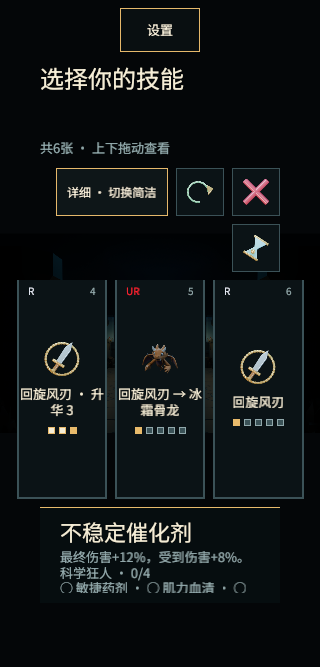 设置
选择你的技能
共6张 · 上下拖动查看
详细 · 切换简洁
R 4
UR 5
R 6
回旋风刃 · 升
华 3
回旋风刃 → 冰
霜骨龙
回旋风刃
不稳定催化剂
最终伤害+12%，受到伤害+8%。
科学狂人 · 0/4
〇 敏捷药剂 · 〇 肌力血清 · 〇